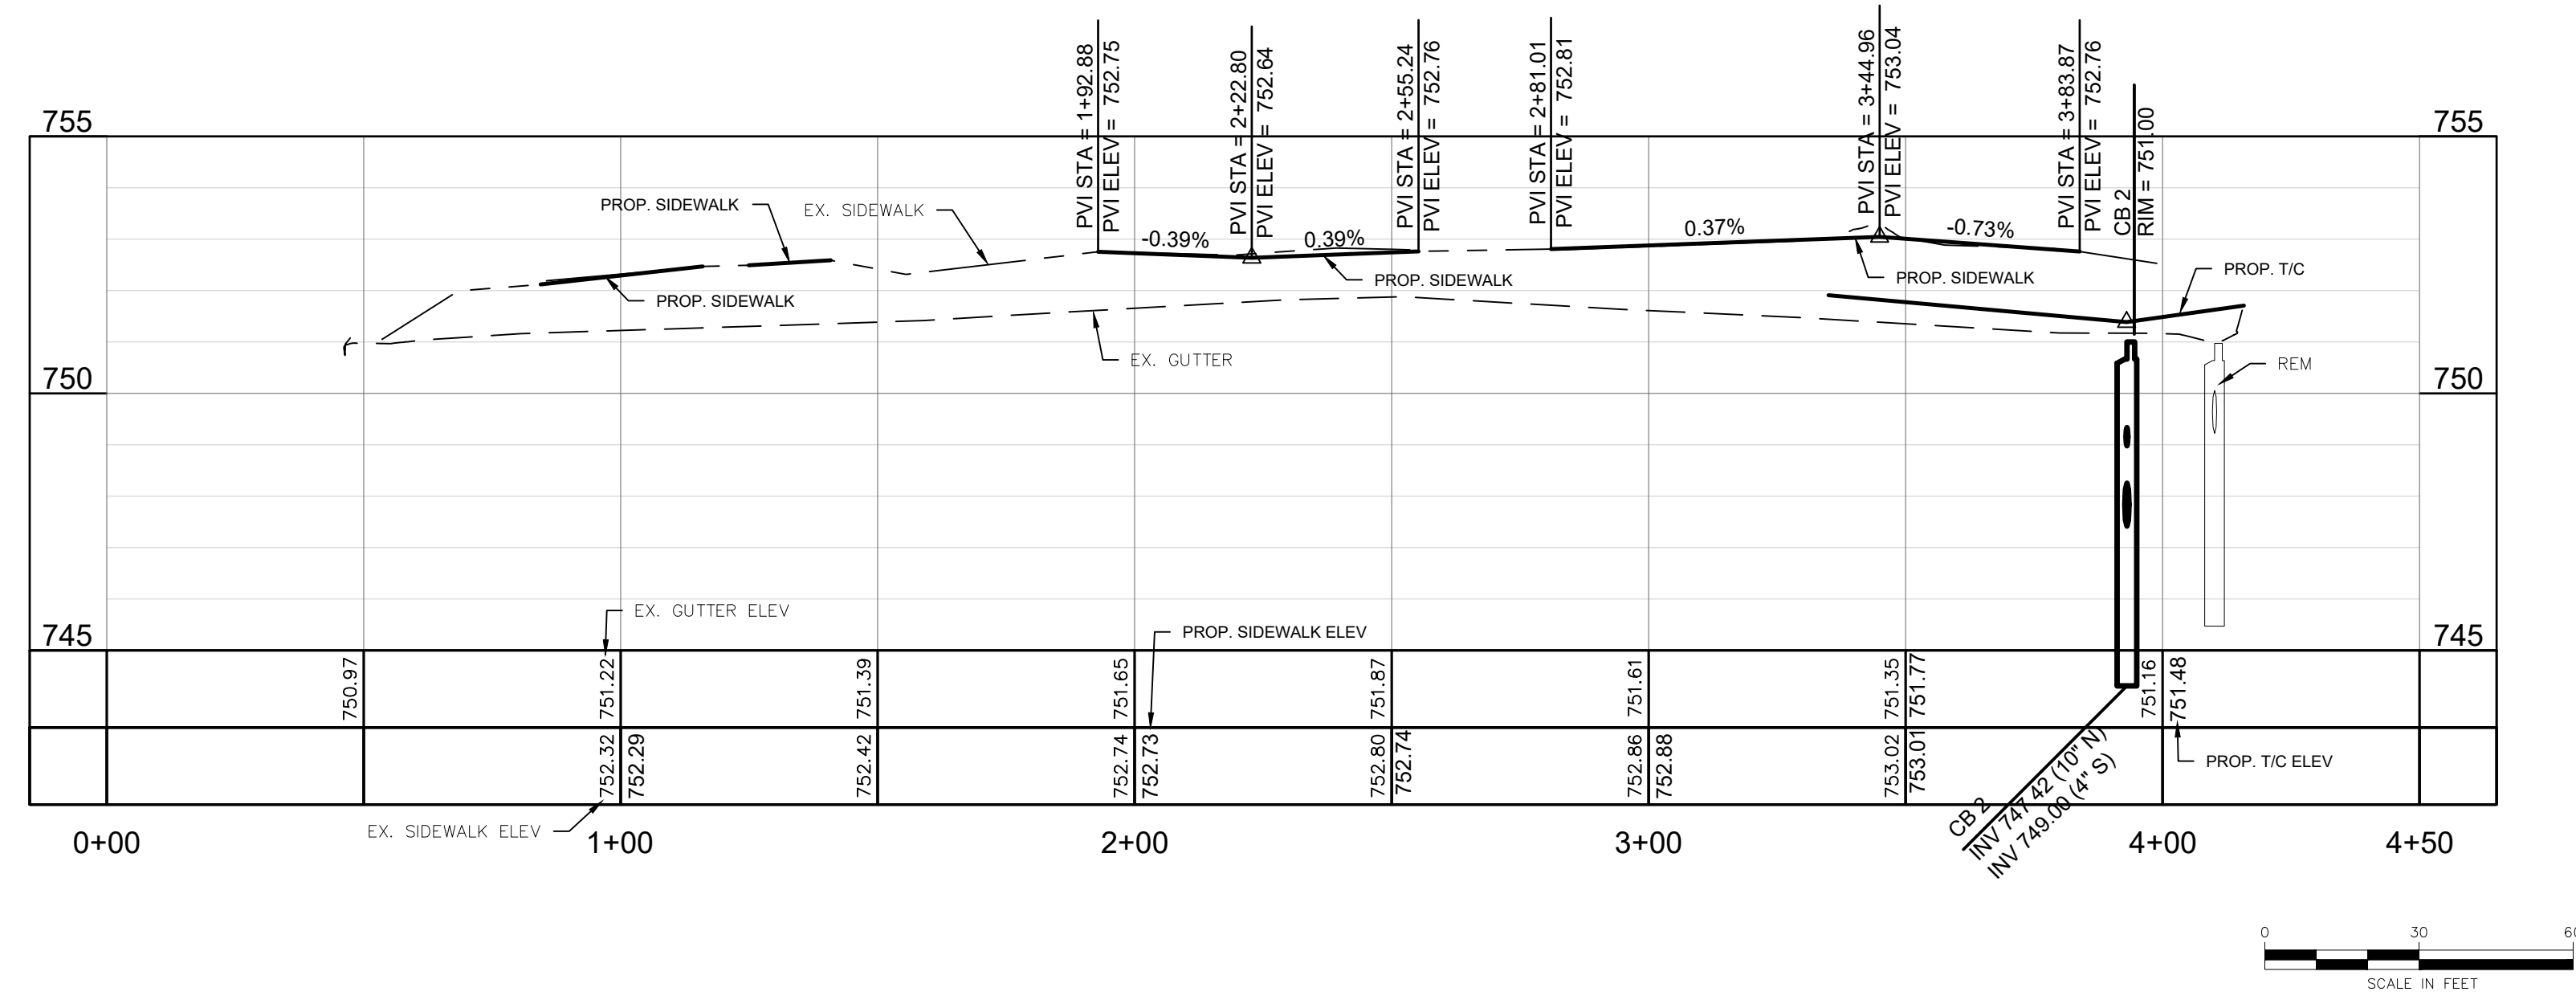 PVI STA = 1+92.88
PVI ELEV = 752.75
PVI STA = 2+22.80
PVI ELEV = 752.64
PVI STA = 2+55.24
PVI ELEV = 752.76
PVI STA = 2+81.01
PVI ELEV = 752.81
PVI STA = 3+44.96
PVI ELEV = 753.04
PVI STA = 3+83.87
PVI ELEV = 752.76
CB 2
RIM = 751.00
755
755
PROP. SIDEWALK
EX. SIDEWALK
-0.39%
0.39%
0.37%
-0.73%
PROP. SIDEWALK
PROP. SIDEWALK
PROP. SIDEWALK
PROP. T/C
EX. GUTTER
REM
750
750
EX. GUTTER ELEV
PROP. SIDEWALK ELEV
745
745
750.97
751.22
751.39
751.65
751.87
751.61
751.35
751.77
751.16
751.48
752.32
752.29
752.42
752.74
752.73
752.80
752.74
752.86
752.88
753.02
753.01
PROP. T/C ELEV
EX. SIDEWALK ELEV
CB 2
INV 747.42 (10" N)
INV 749.00 (4" S)
0+00
1+00
2+00
3+00
4+00
4+50
0
30
SCALE IN FEET